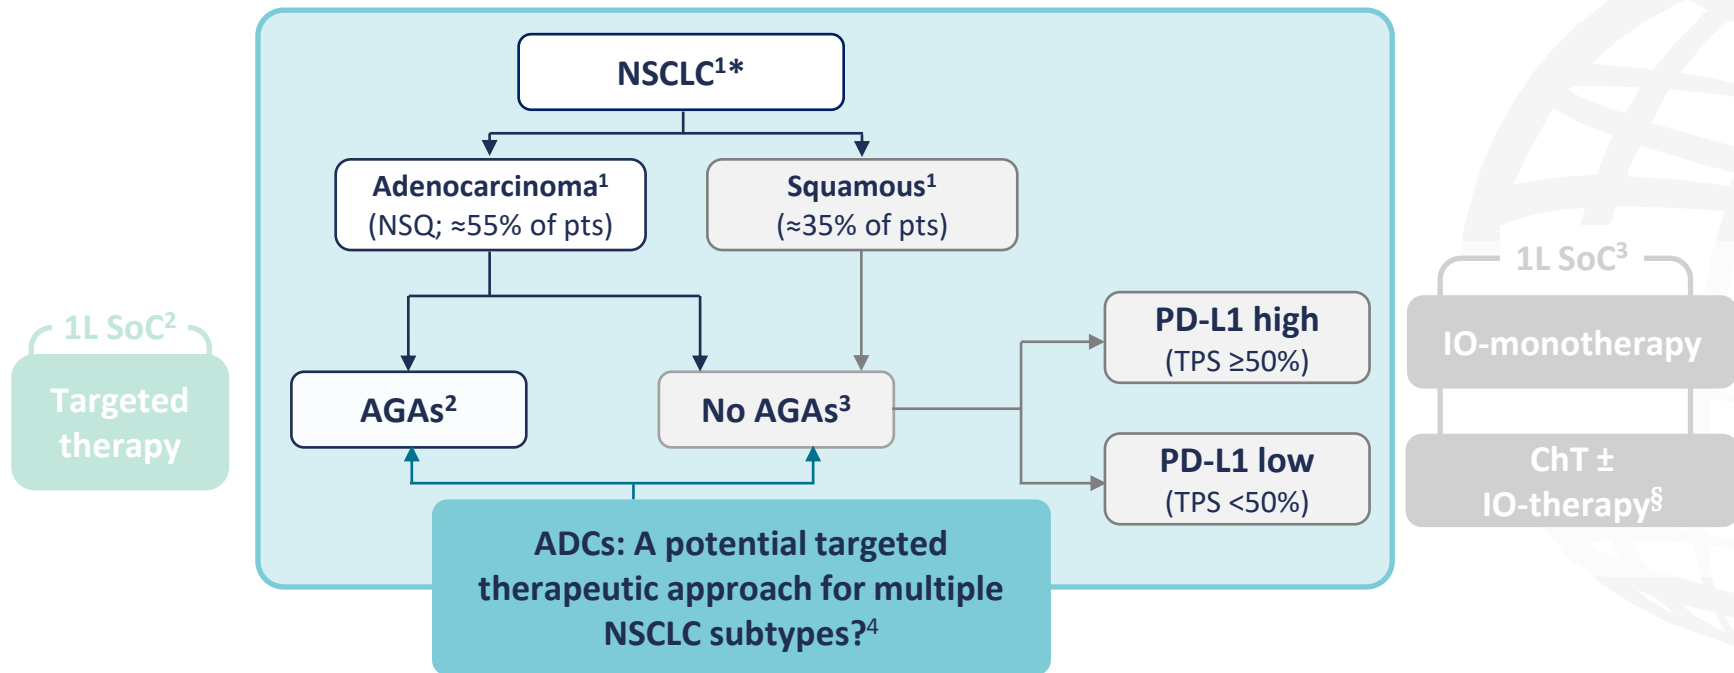 NSCLC¹*
Adenocarcinoma¹
(NSQ; ≈55% of pts)
Squamous¹
(≈35% of pts)
1L SoC²
Targeted
therapy
AGAs²
No AGAs³
PD-L1 high
(TPS ≥50%)
PD-L1 low
(TPS <50%)
1L SoC³
IO-monotherapy
ChT ±
IO-therapy§
ADCs: A potential targeted
therapeutic approach for multiple
NSCLC subtypes?⁴